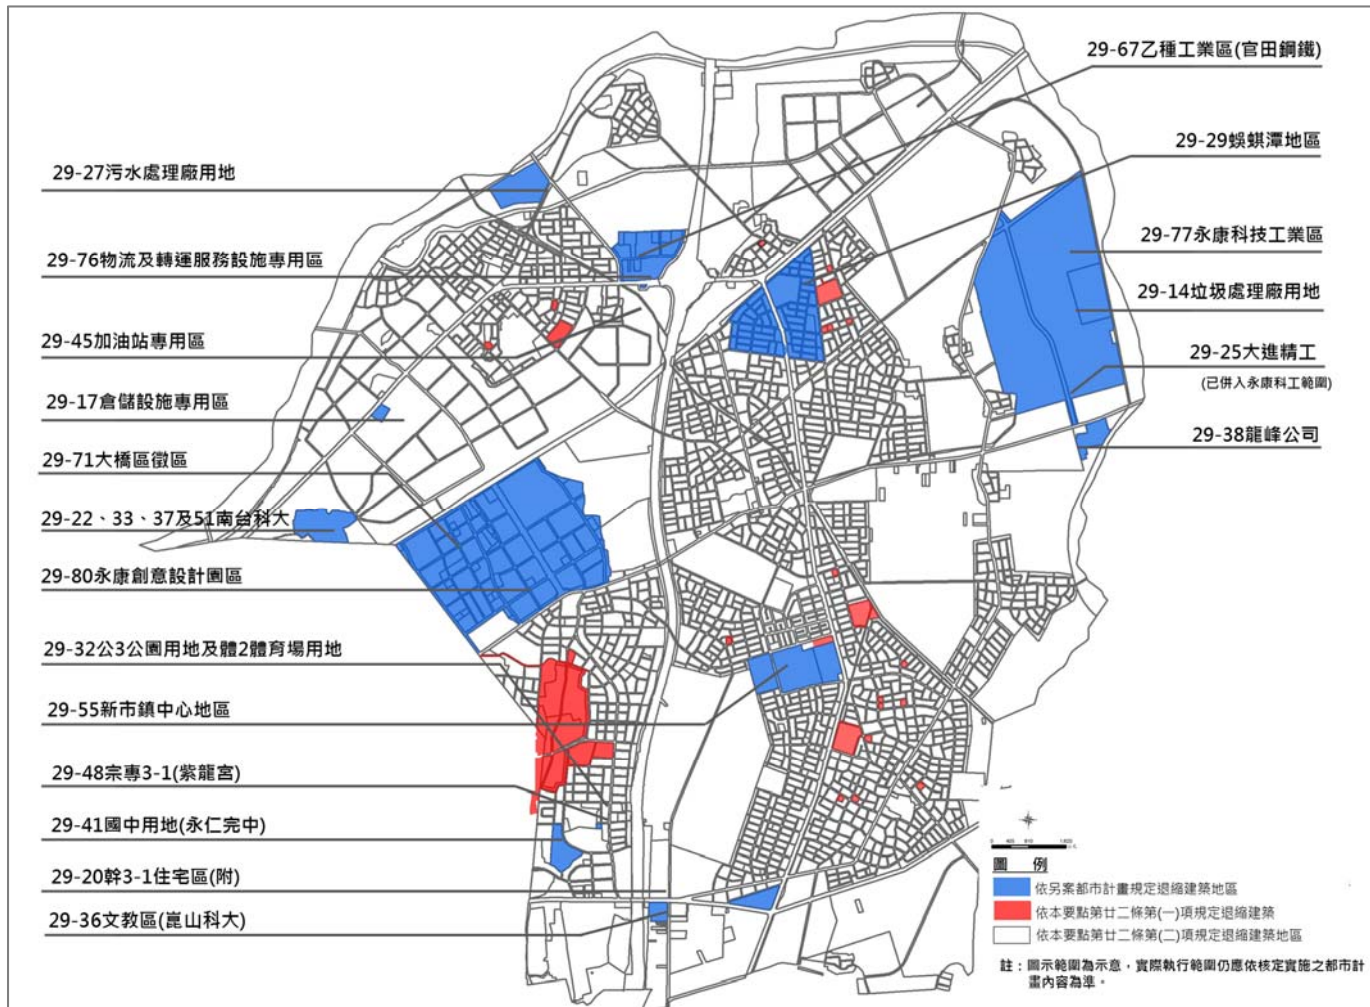 29-67乙種工業區(官田鋼鐵)
29-29蜈蜞潭地區
29-27污水處理廠用地
29-77永康科技工業區
29-76物流及轉運服務設施專用區
29-14垃圾處理廠用地
29-45加油站專用區
29-25大進精工
(已併入永康科工範圍)
29-17倉儲設施專用區
29-38龍峰公司
29-71大橋區徵區
29-22、33、37及51南台科大
29-80永康創意設計園區
29-32公3公園用地及體2體育場用地
29-55新市鎮中心地區
29-48宗專3-1(紫龍宮)
29-41國中用地(永仁完中)
29-20幹3-1住宅區(附)
29-36文教區(崑山科大)
圖 例
依另案都市計畫規定退縮建築地區
依本要點第廿二條第(一)項規定退縮建築
依本要點第廿二條第(二)項規定退縮建築地區
註：圖示範圍為示意，實際執行範圍仍應依核定實施之都市計
畫內容為準。